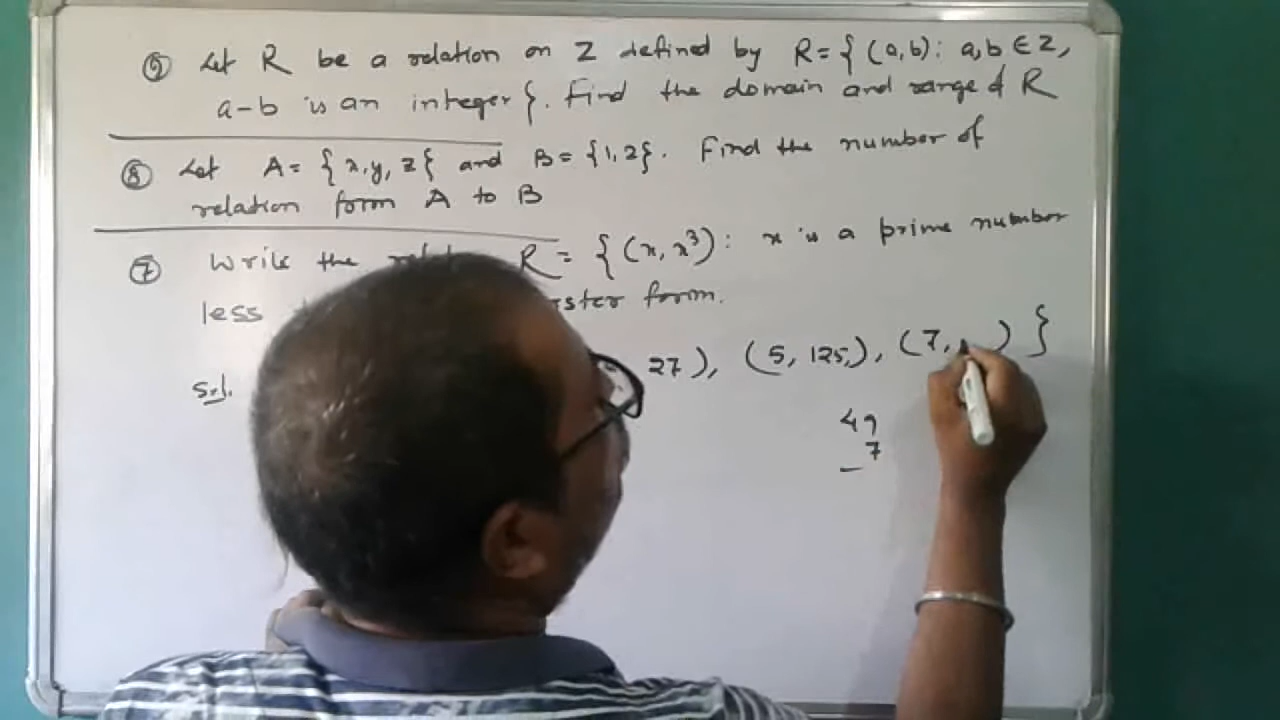 ⑨ Let R be a relation on Z defined by R = { (a, b) : a, b ∈ Z,
a - b is an integer }. Find the domain and range of R
⑧ Let A = { x, y, z } and B = { 1, 2 }. Find the number of
relation form A to B
⑦ Write the R = { (x, x³) : x is a prime number
less form.
Sol. 27 ), (5, 125,), (7, ) }
49
7